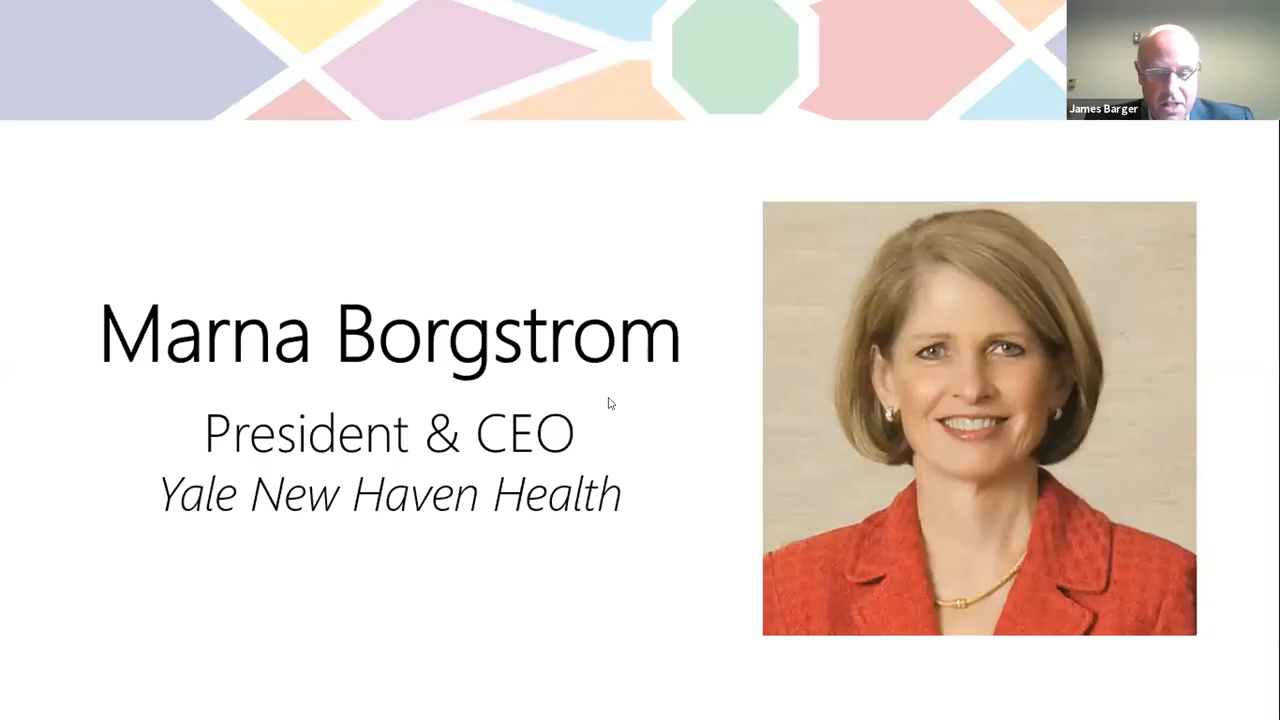 James Barger
Marna Borgstrom
President & CEO
Yale New Haven Health